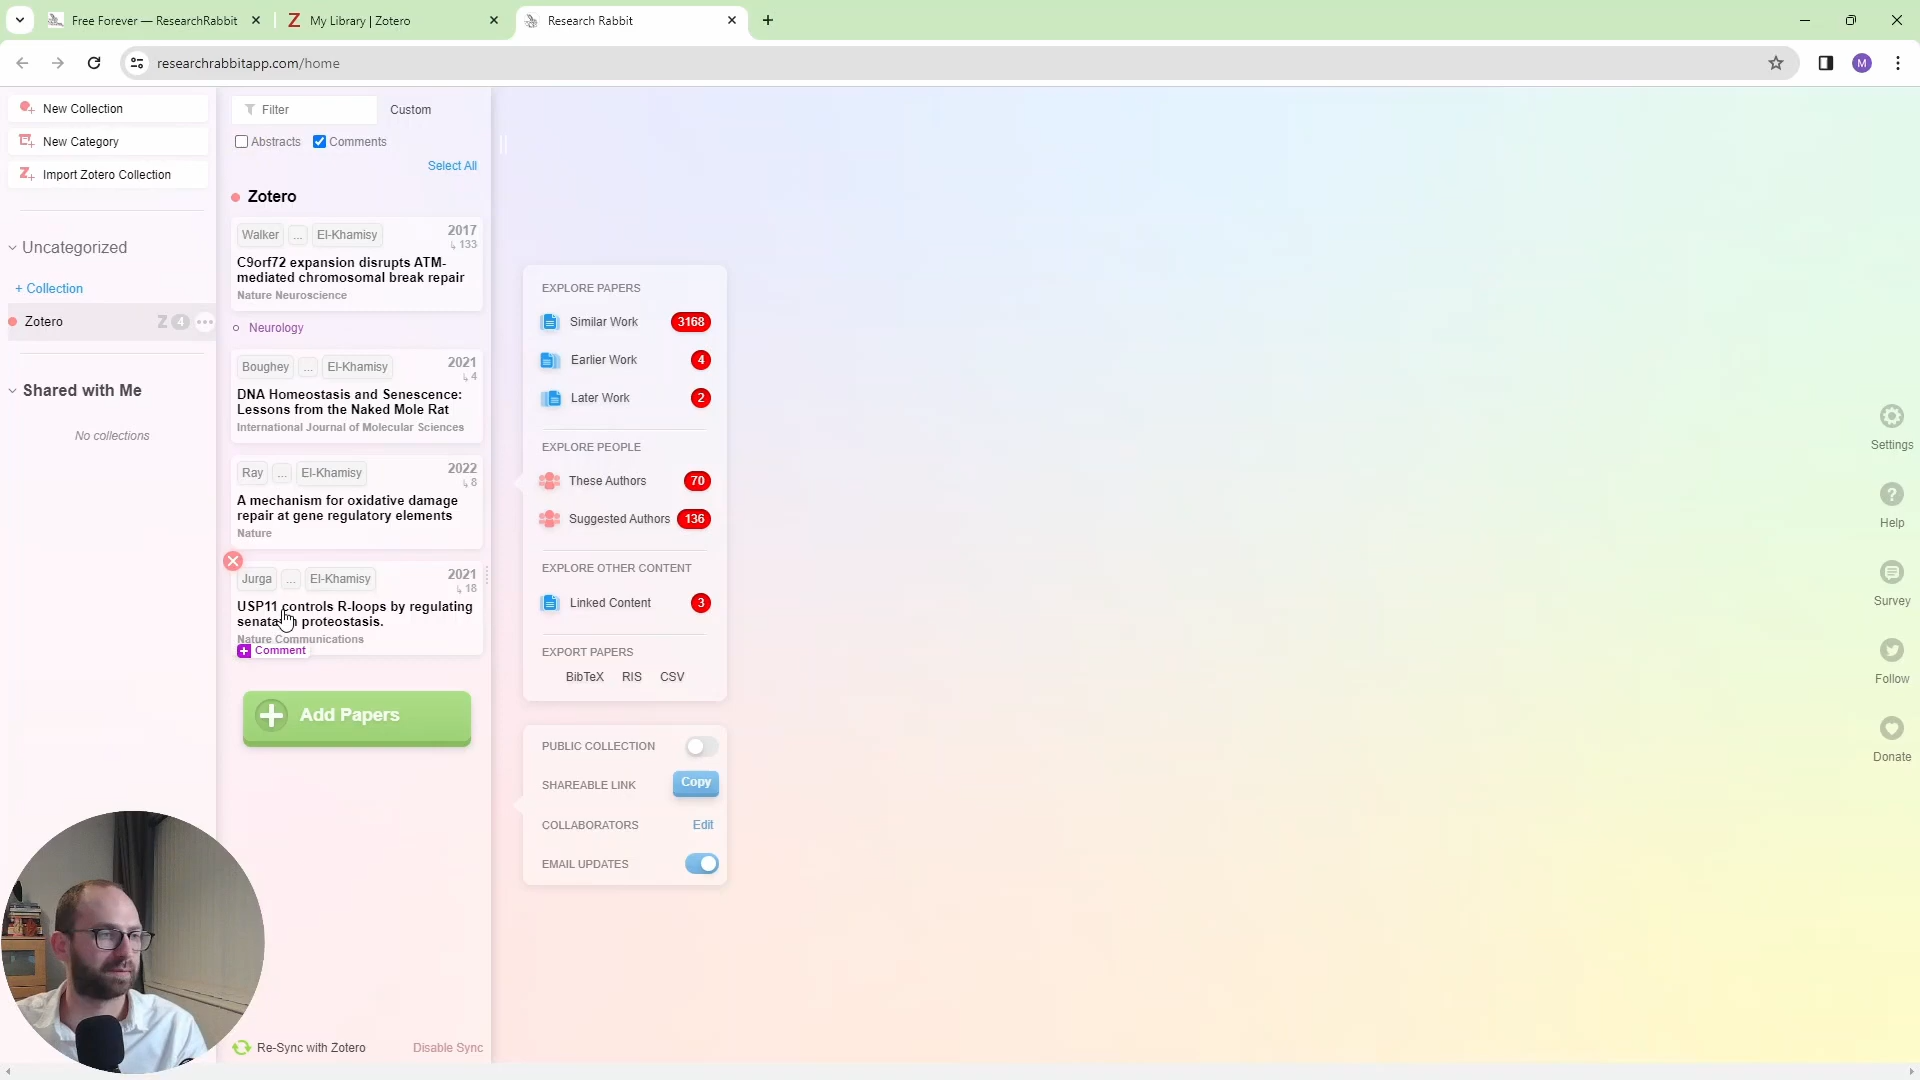 Free Forever — ResearchRabbit
My Library | Zotero
Research Rabbit
researchrabbitapp.com/home
M
New Collection
New Category
Import Zotero Collection
Uncategorized
+ Collection
Zotero
Z 4
Shared with Me
No collections
Filter
Custom
Abstracts
Comments
Select All
Zotero
Walker ... El-Khamisy 2017
133
C9orf72 expansion disrupts ATM-
mediated chromosomal break repair
Nature Neuroscience
Neurology
Boughey ... El-Khamisy 2021
4
DNA Homeostasis and Senescence:
Lessons from the Naked Mole Rat
International Journal of Molecular Sciences
Ray ... El-Khamisy 2022
8
A mechanism for oxidative damage
repair at gene regulatory elements
Nature
Jurga ... El-Khamisy 2021
18
USP11 controls R-loops by regulating
proteostasis.
Nature Communications
+ Comment
Add Papers
Re-Sync with Zotero
Disable Sync
EXPLORE PAPERS
Similar Work 3168
Earlier Work 4
Later Work 2
EXPLORE PEOPLE
These Authors 70
Suggested Authors 136
EXPLORE OTHER CONTENT
Linked Content 3
EXPORT PAPERS
BibTeX RIS CSV
PUBLIC COLLECTION
SHAREABLE LINK Copy
COLLABORATORS Edit
EMAIL UPDATES
Settings
Help
Survey
Follow
Donate